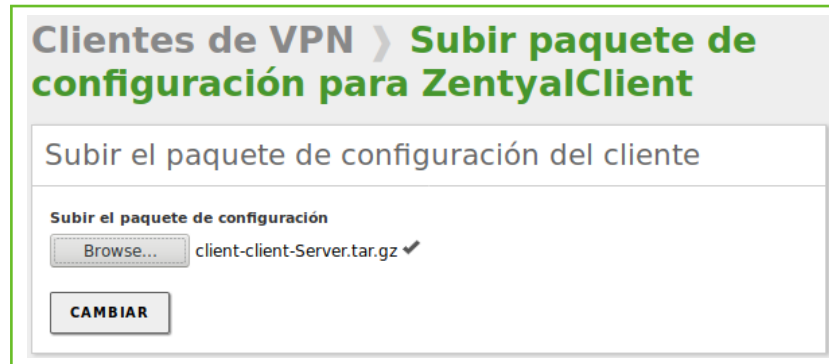 Clientes de VPN ❭ Subir paquete de
configuración para ZentyalClient
Subir el paquete de configuración del cliente
Subir el paquete de configuración
Browse... client-client-Server.tar.gz ✔
CAMBIAR